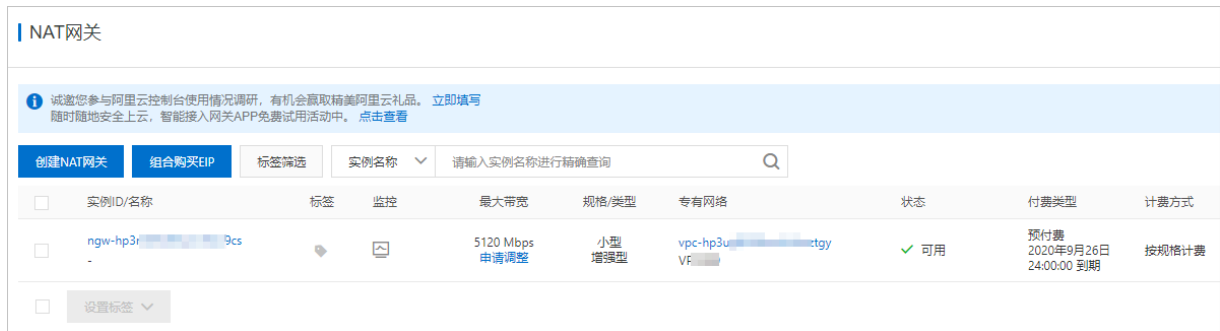 NAT网关
诚邀您参与阿里云控制台使用情况调研，有机会赢取精美阿里云礼品。 立即填写
随时随地安全上云，智能接入网关APP免费试用活动中。 点击查看
创建NAT网关 组合购买EIP 标签筛选 实例名称 请输入实例名称进行精确查询
实例ID/名称 标签 监控 最大带宽 规格/类型 专有网络 状态 付费类型 计费方式
ngw-hp3 9cs 5120 Mbps 小型 vpc-hp3u tgy 可用 预付费 按规格计费
- 申请调整 增强型 2020年9月26日
24:00:00 到期
设置标签